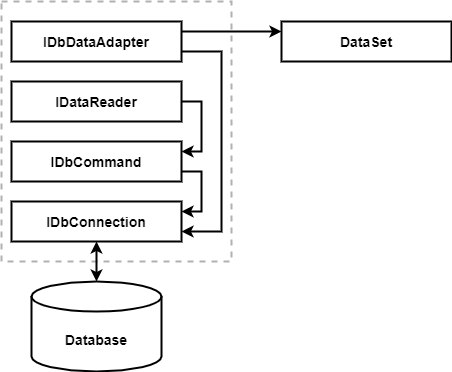 IDbDataAdapter
DataSet
IDataReader
IDbCommand
IDbConnection
Database